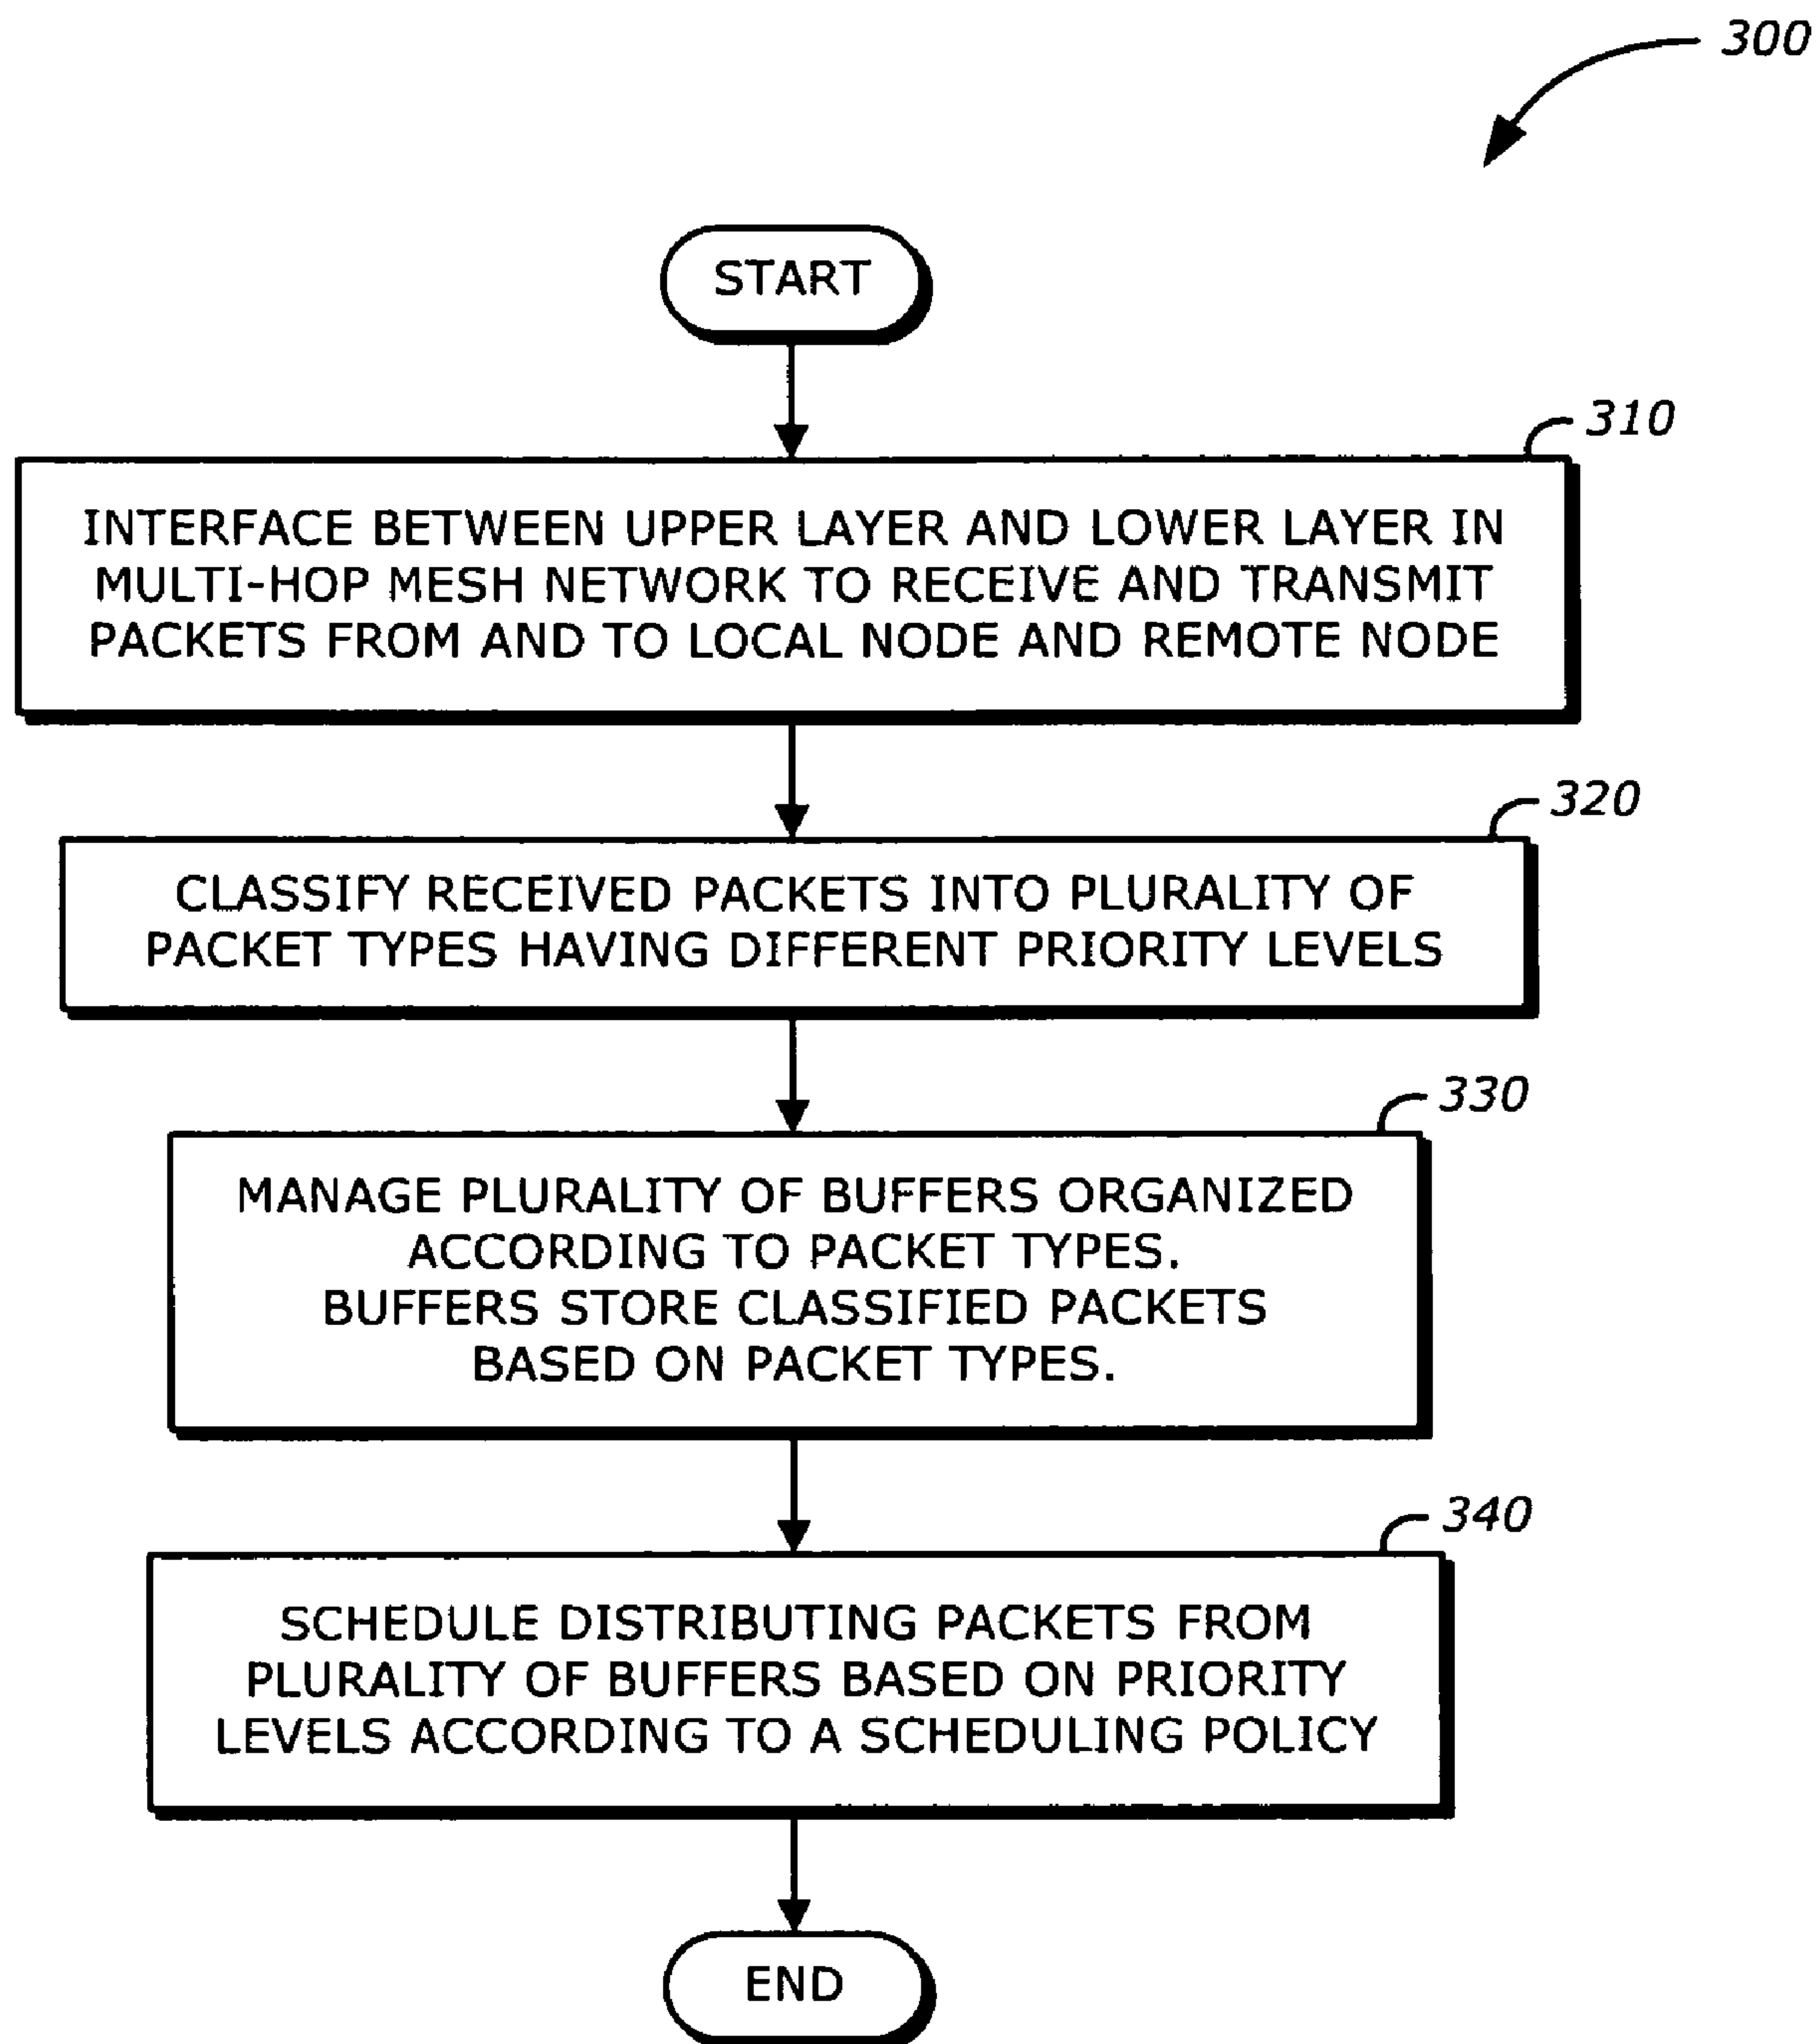 300
START
310
INTERFACE BETWEEN UPPER LAYER AND LOWER LAYER IN
MULTI-HOP MESH NETWORK TO RECEIVE AND TRANSMIT
PACKETS FROM AND TO LOCAL NODE AND REMOTE NODE
320
CLASSIFY RECEIVED PACKETS INTO PLURALITY OF
PACKET TYPES HAVING DIFFERENT PRIORITY LEVELS
330
MANAGE PLURALITY OF BUFFERS ORGANIZED
ACCORDING TO PACKET TYPES.
BUFFERS STORE CLASSIFIED PACKETS
BASED ON PACKET TYPES.
340
SCHEDULE DISTRIBUTING PACKETS FROM
PLURALITY OF BUFFERS BASED ON PRIORITY
LEVELS ACCORDING TO A SCHEDULING POLICY
END